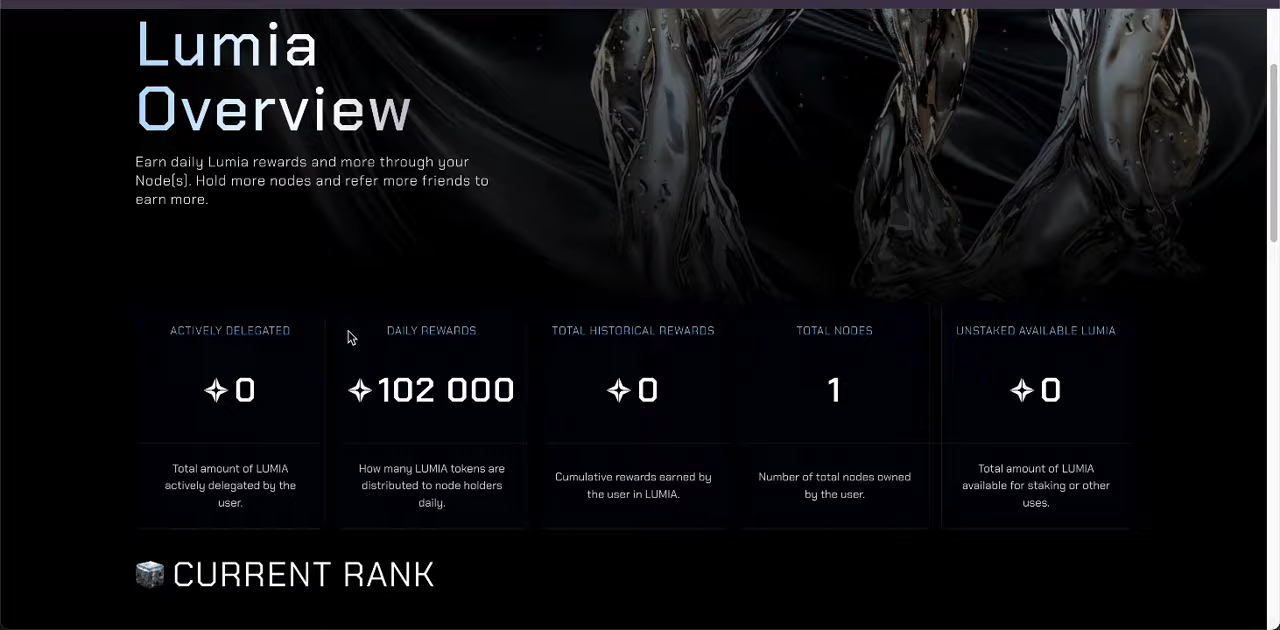 Lumia
Overview
Earn daily Lumia rewards and more through your
Node(s). Hold more nodes and refer more friends to
earn more.
ACTIVELY DELEGATED
0
Total amount of LUMIA
actively delegated by the
user.
DAILY REWARDS
102 000
How many LUMIA tokens are
distributed to node holders
daily.
TOTAL HISTORICAL REWARDS
0
Cumulative rewards earned by
the user in LUMIA.
TOTAL NODES
1
Number of total nodes owned
by the user.
UNSTAKED AVAILABLE LUMIA
0
Total amount of LUMIA
available for staking or other
uses.
CURRENT RANK